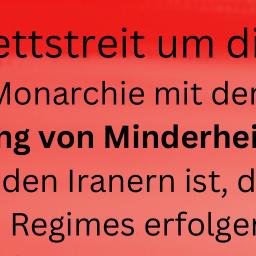 ettstreit um di
Monarchie mit der
ng von Minderhei
den Iranern ist, d
Regimes erfolger